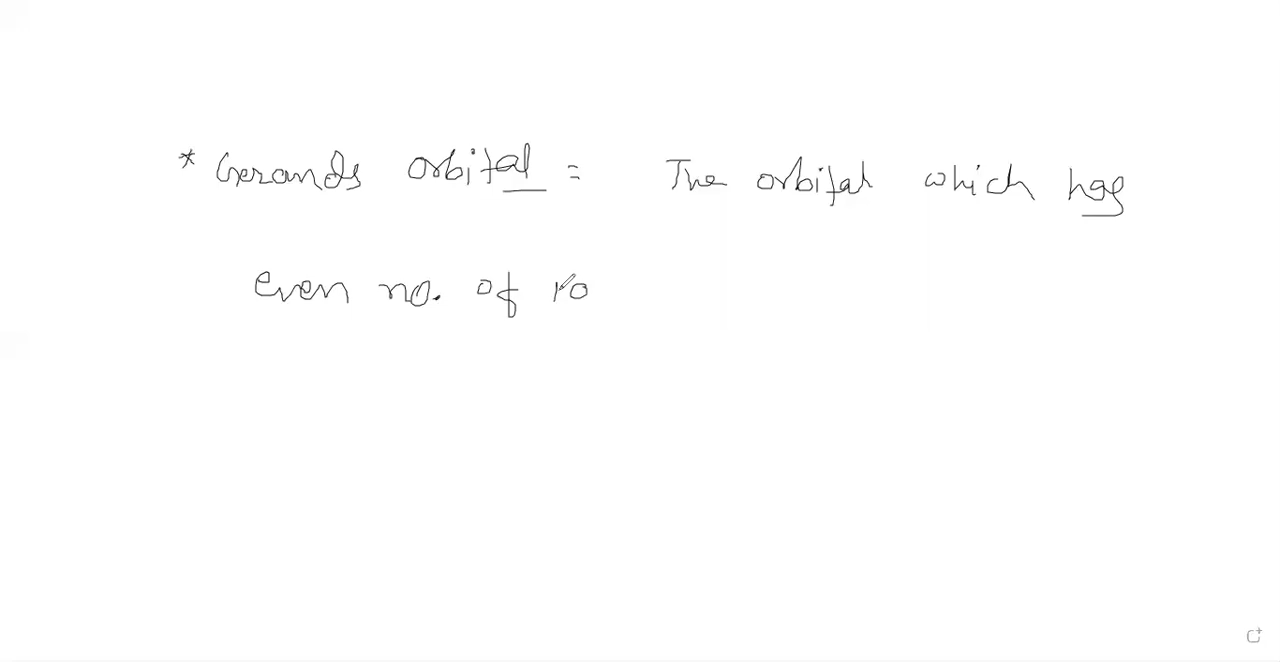 * Gerands orbital = The orbital which has
even no. of